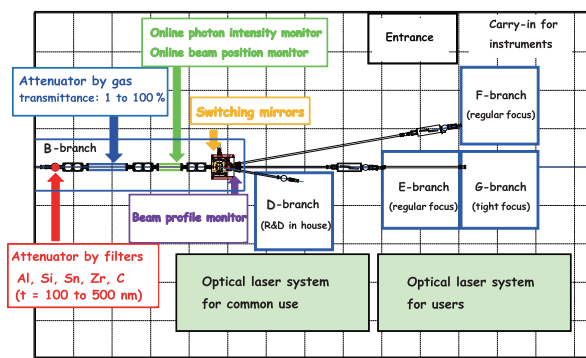 Online photon intensity monitor
Online beam position monitor
Entrance
Carry-in for
instruments
Attenuator by gas
transmittance: 1 to 100 %
Switching mirrors
F-branch
(regular focus)
B-branch
Beam profile monitor
D-branch
(R&D in house)
E-branch
(regular focus)
G-branch
(tight focus)
Attenuator by filters
Al, Si, Sn, Zr, C
(t = 100 to 500 nm)
Optical laser system
for common use
Optical laser system
for users